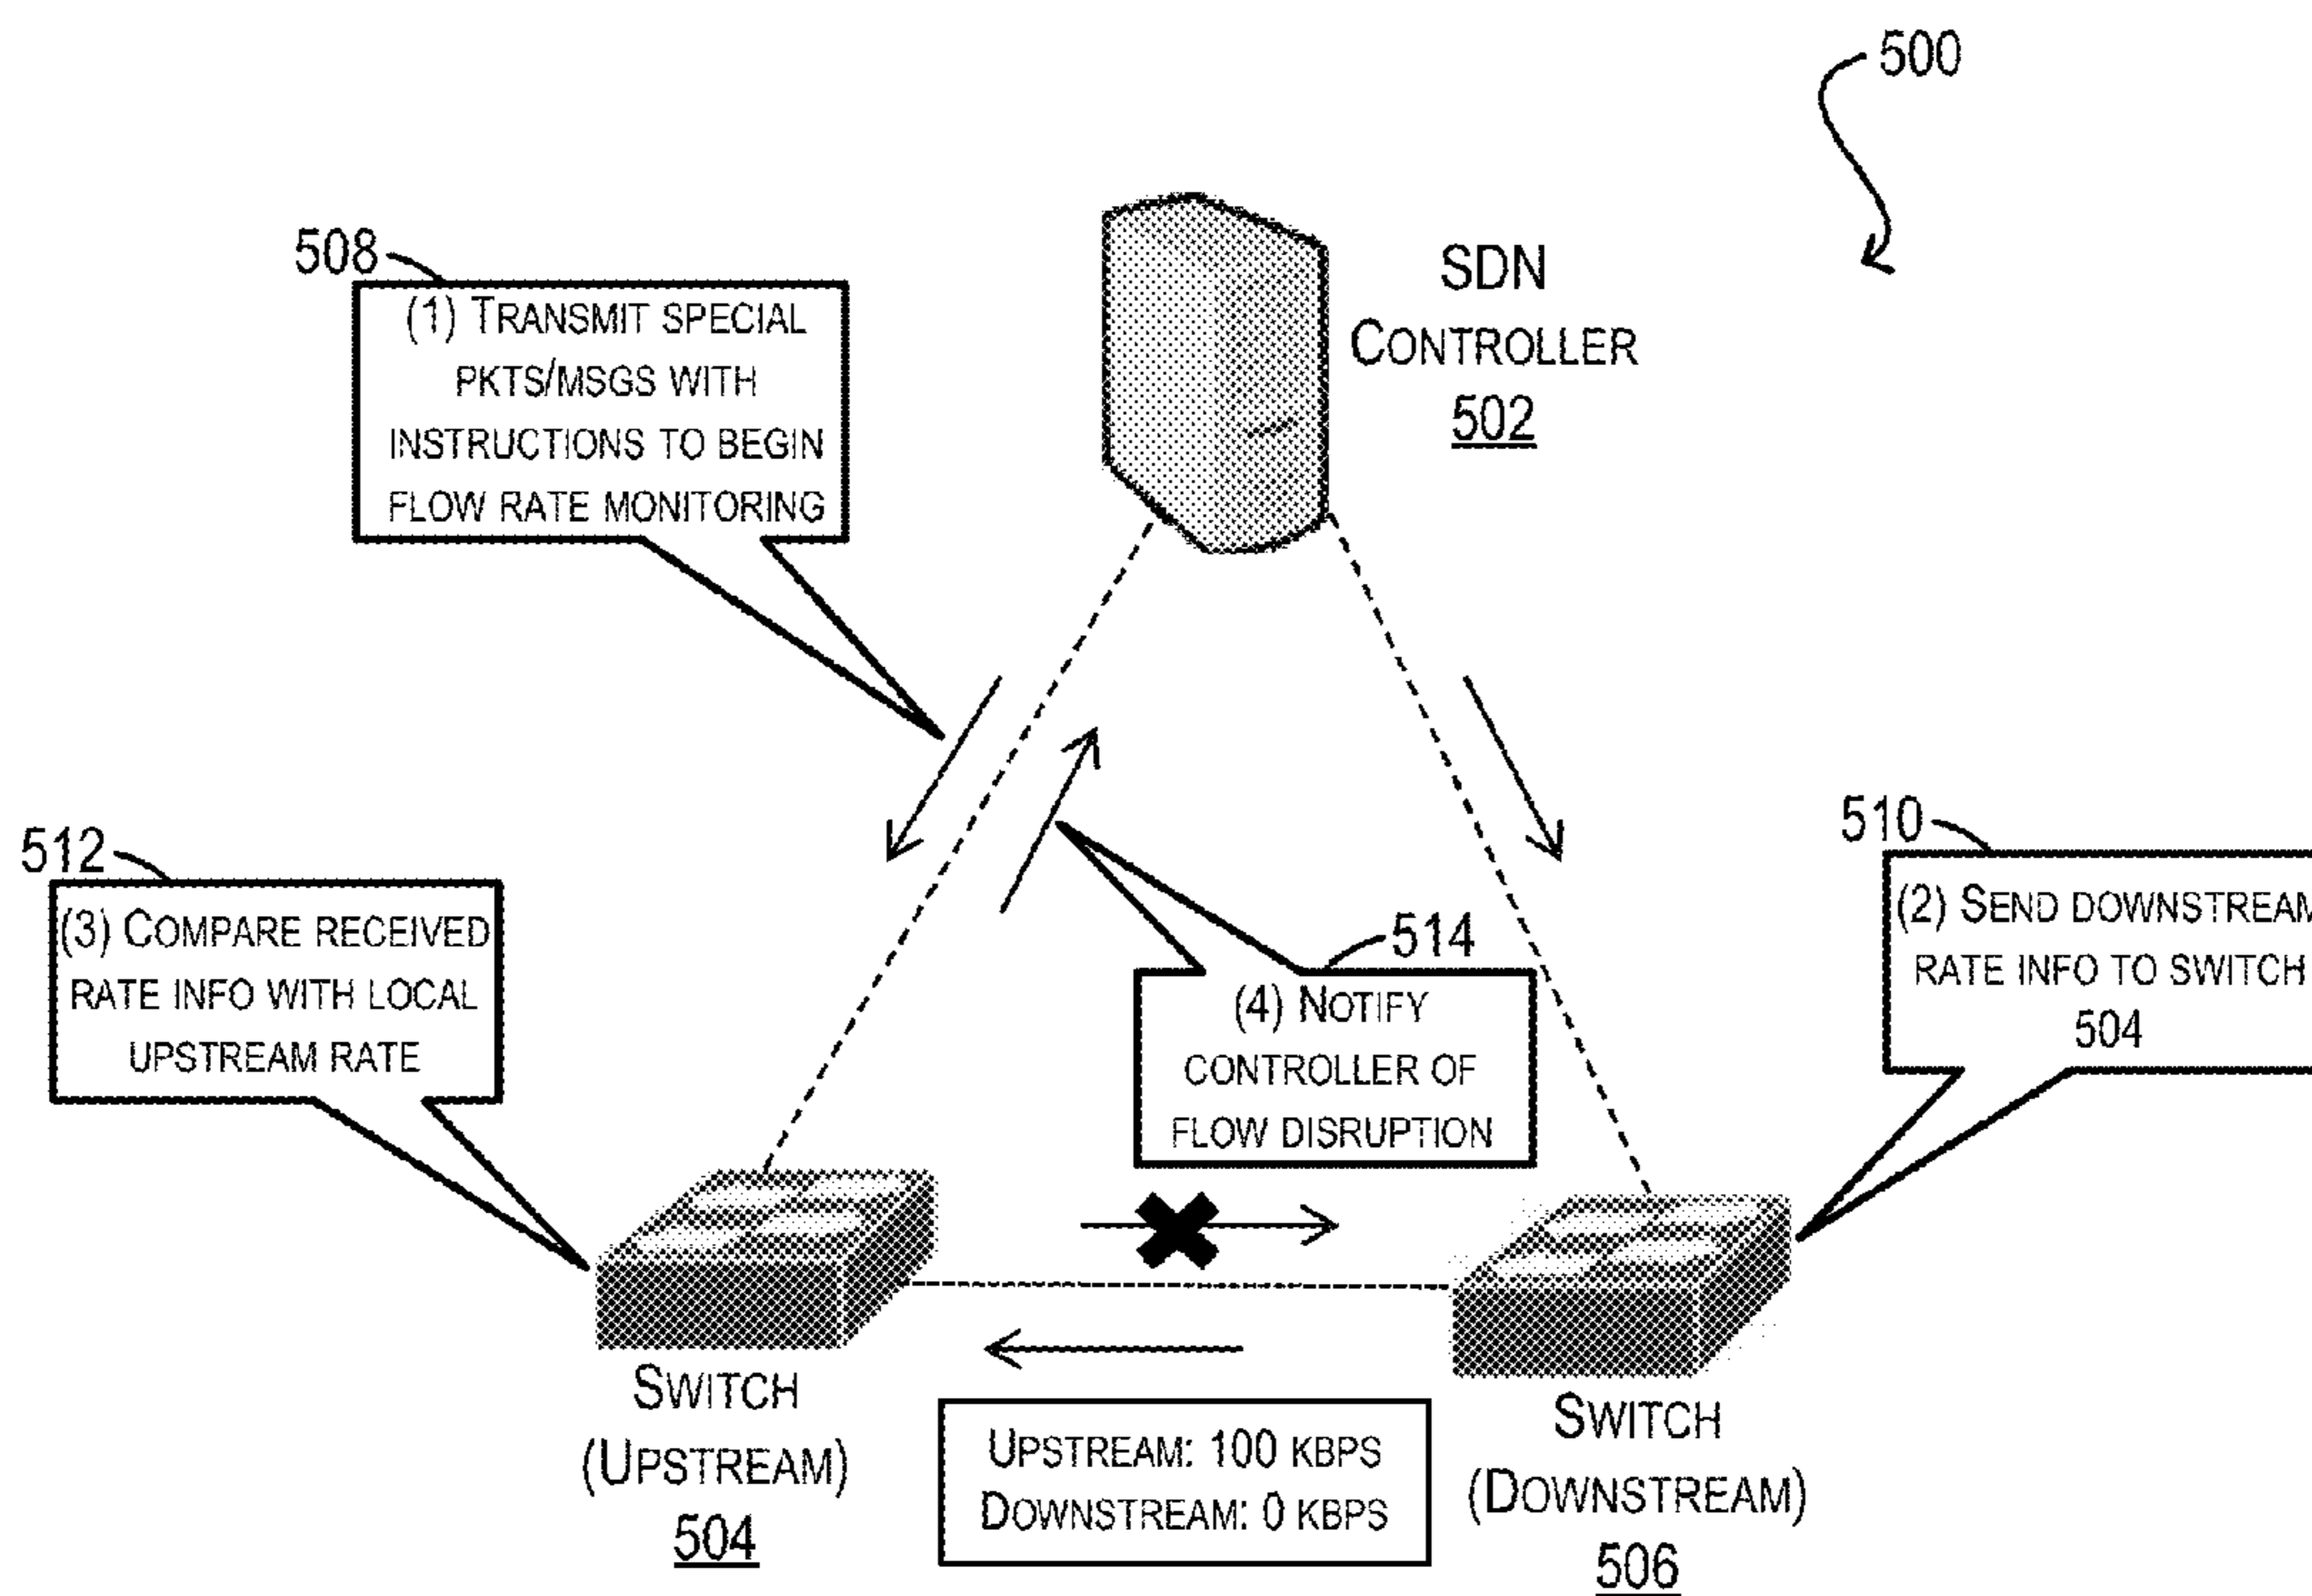 500
508
(1) TRANSMIT SPECIAL
PKTS/MSGS WITH
INSTRUCTIONS TO BEGIN
FLOW RATE MONITORING
SDN
CONTROLLER
502
512
(3) COMPARE RECEIVED
RATE INFO WITH LOCAL
UPSTREAM RATE
514
(4) NOTIFY
CONTROLLER OF
FLOW DISRUPTION
510
(2) SEND DOWNSTREAM
RATE INFO TO SWITCH
504
SWITCH
(UPSTREAM)
504
UPSTREAM: 100 KBPS
DOWNSTREAM: 0 KBPS
SWITCH
(DOWNSTREAM)
506